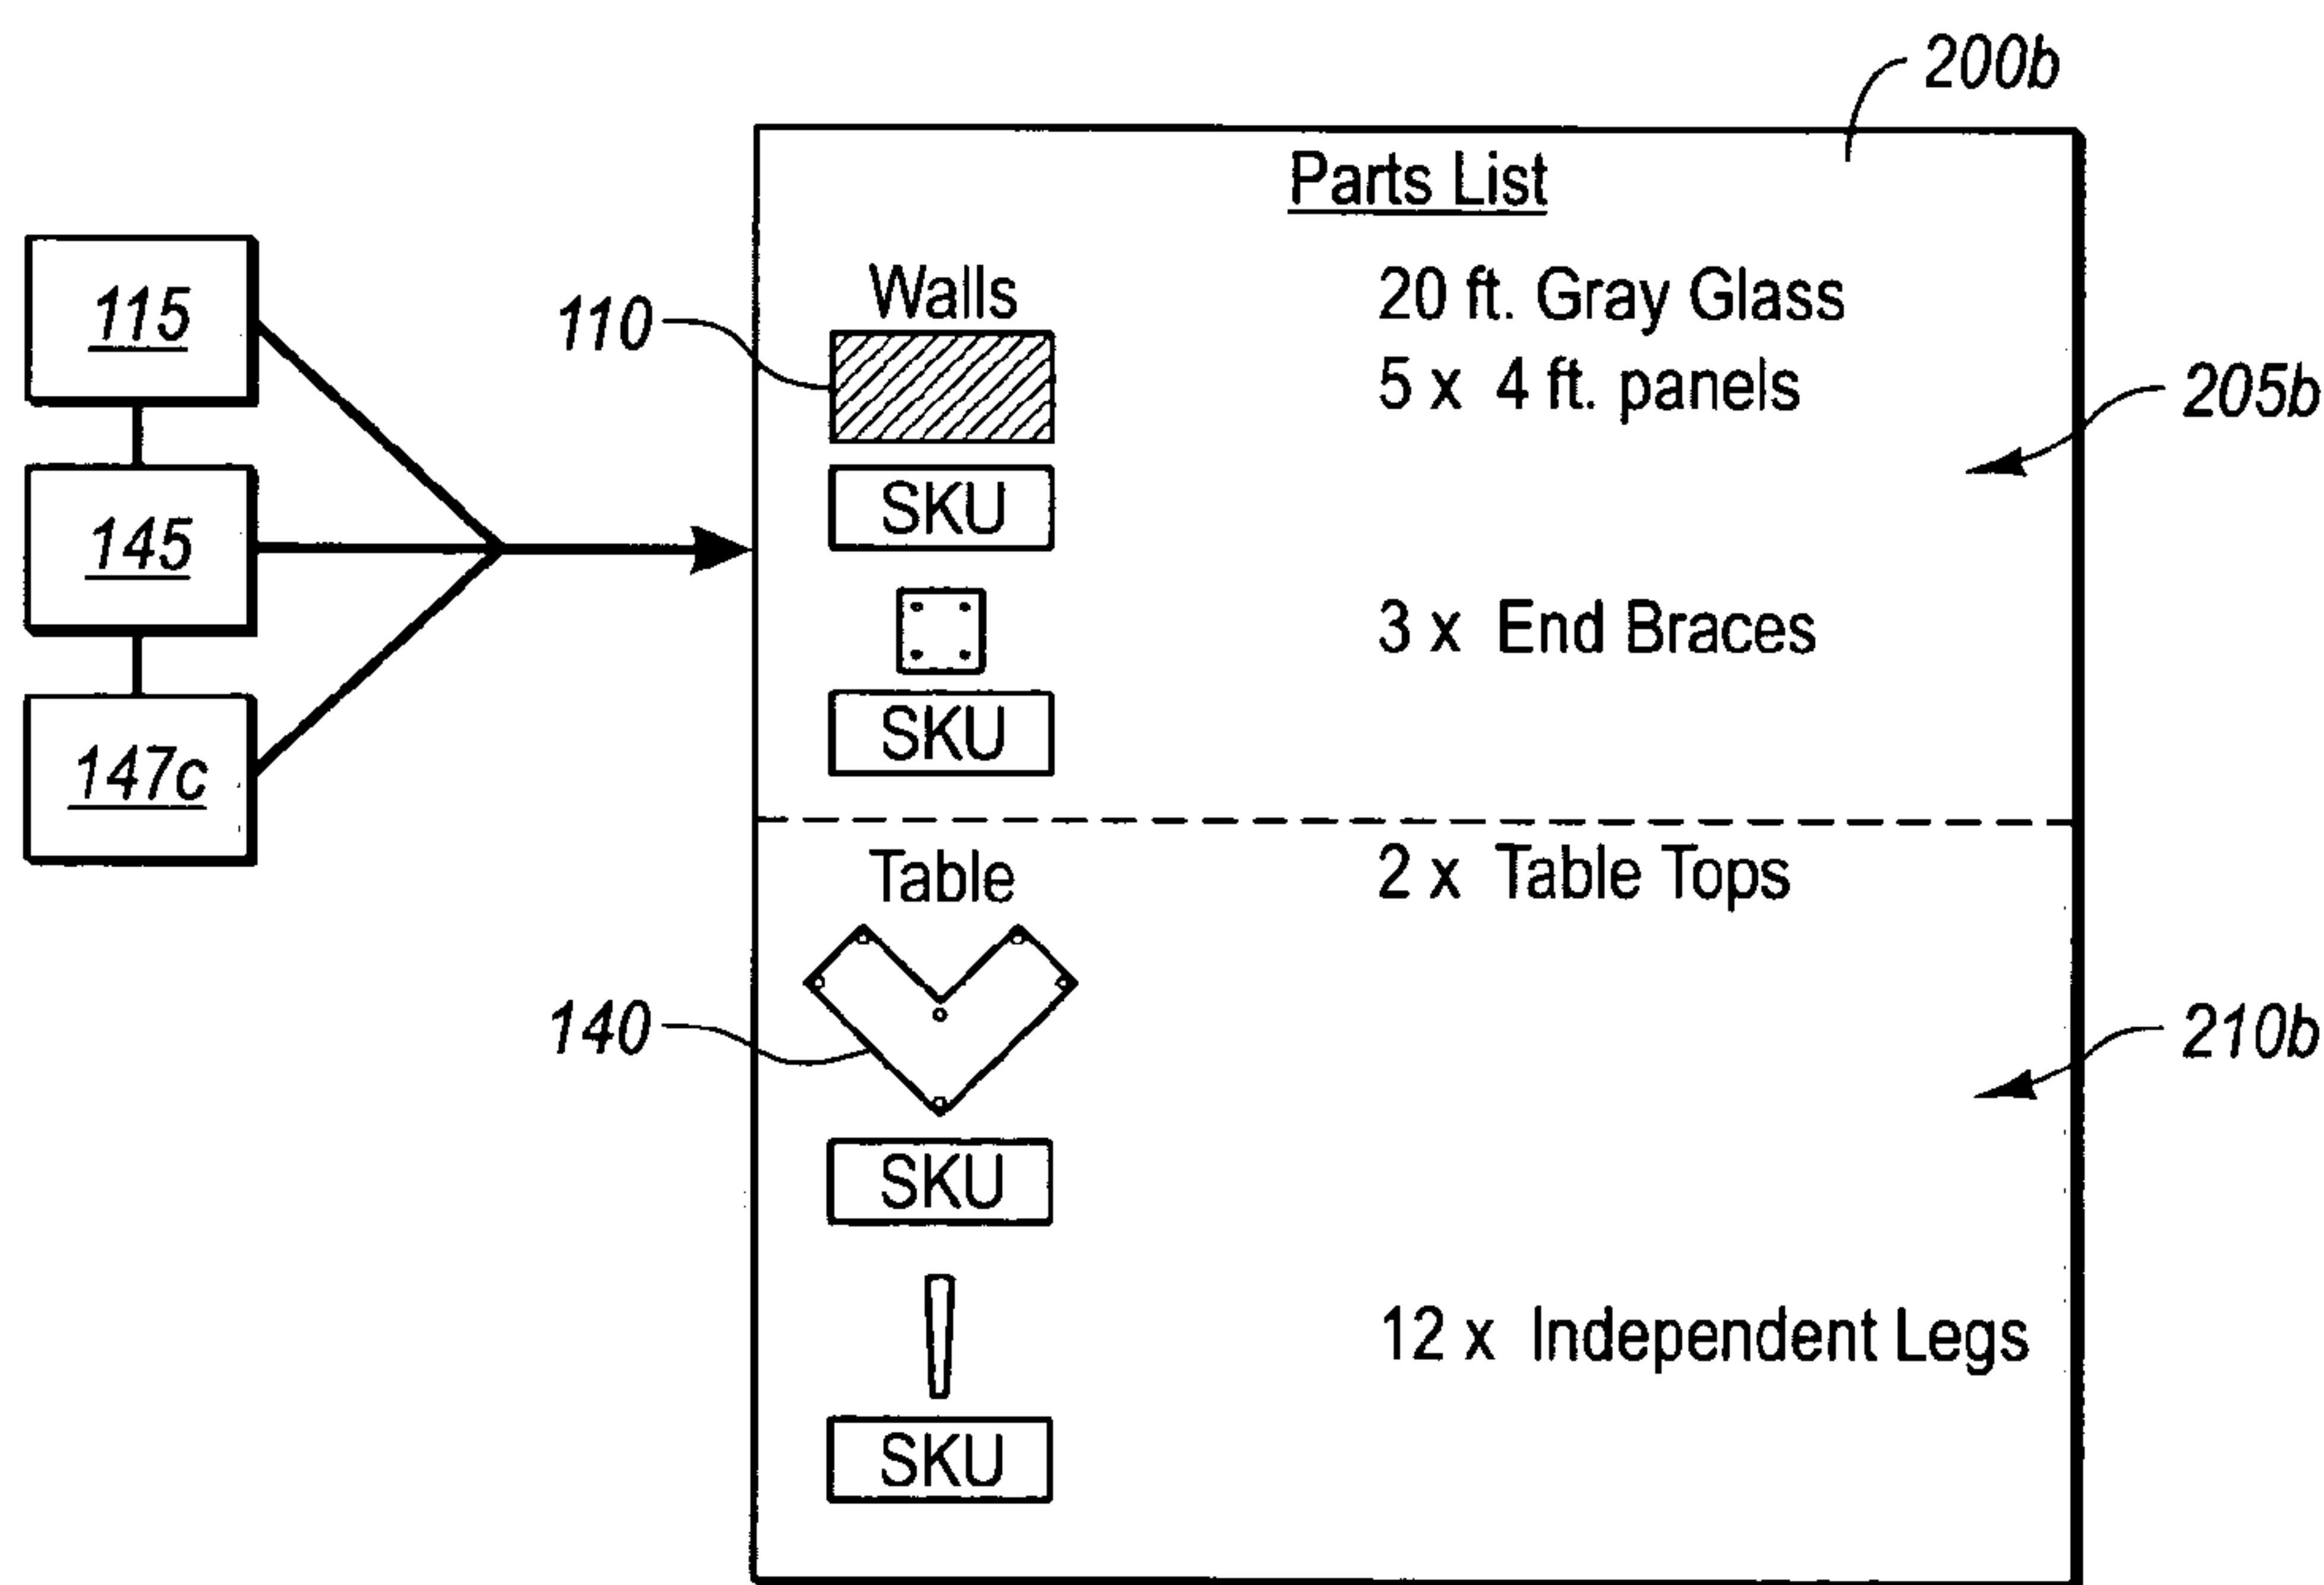 200b
Parts List
115
145
147c
110
Walls
20 ft. Gray Glass
5 x 4 ft. panels
205b
SKU
3 x End Braces
SKU
Table
2 x Table Tops
140
210b
SKU
12 x Independent Legs
SKU